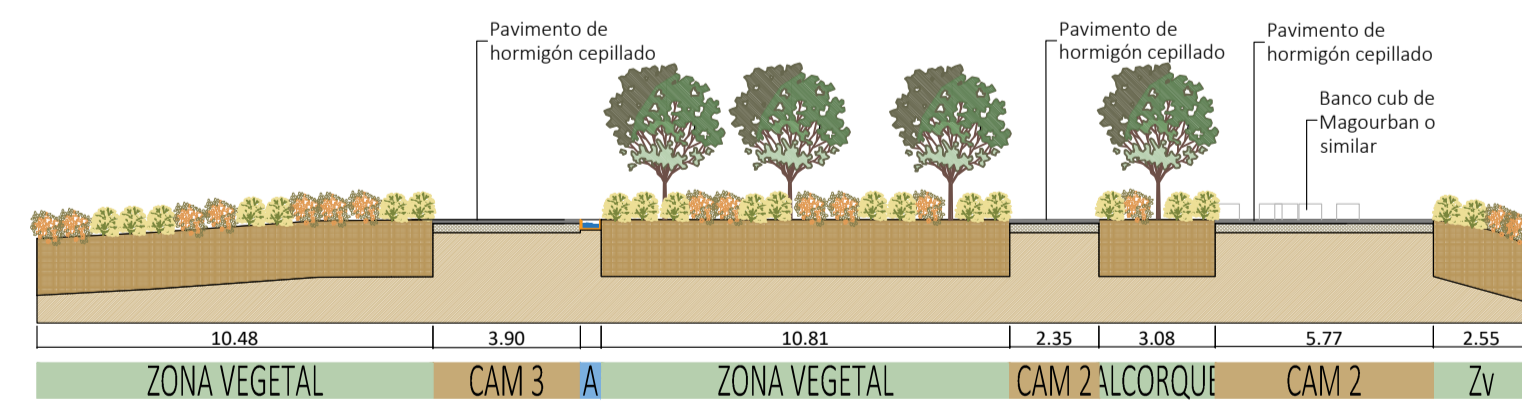 Pavimento de
hormigón cepillado
Pavimento de
hormigón cepillado
Pavimento de
hormigón cepillado
Banco cub de
Magourban o
similar
10.48 3.90 10.81 2.35 3.08 5.77 2.55
ZONA VEGETAL CAM 3 A ZONA VEGETAL CAM 2 ALCORQUE CAM 2 Zv